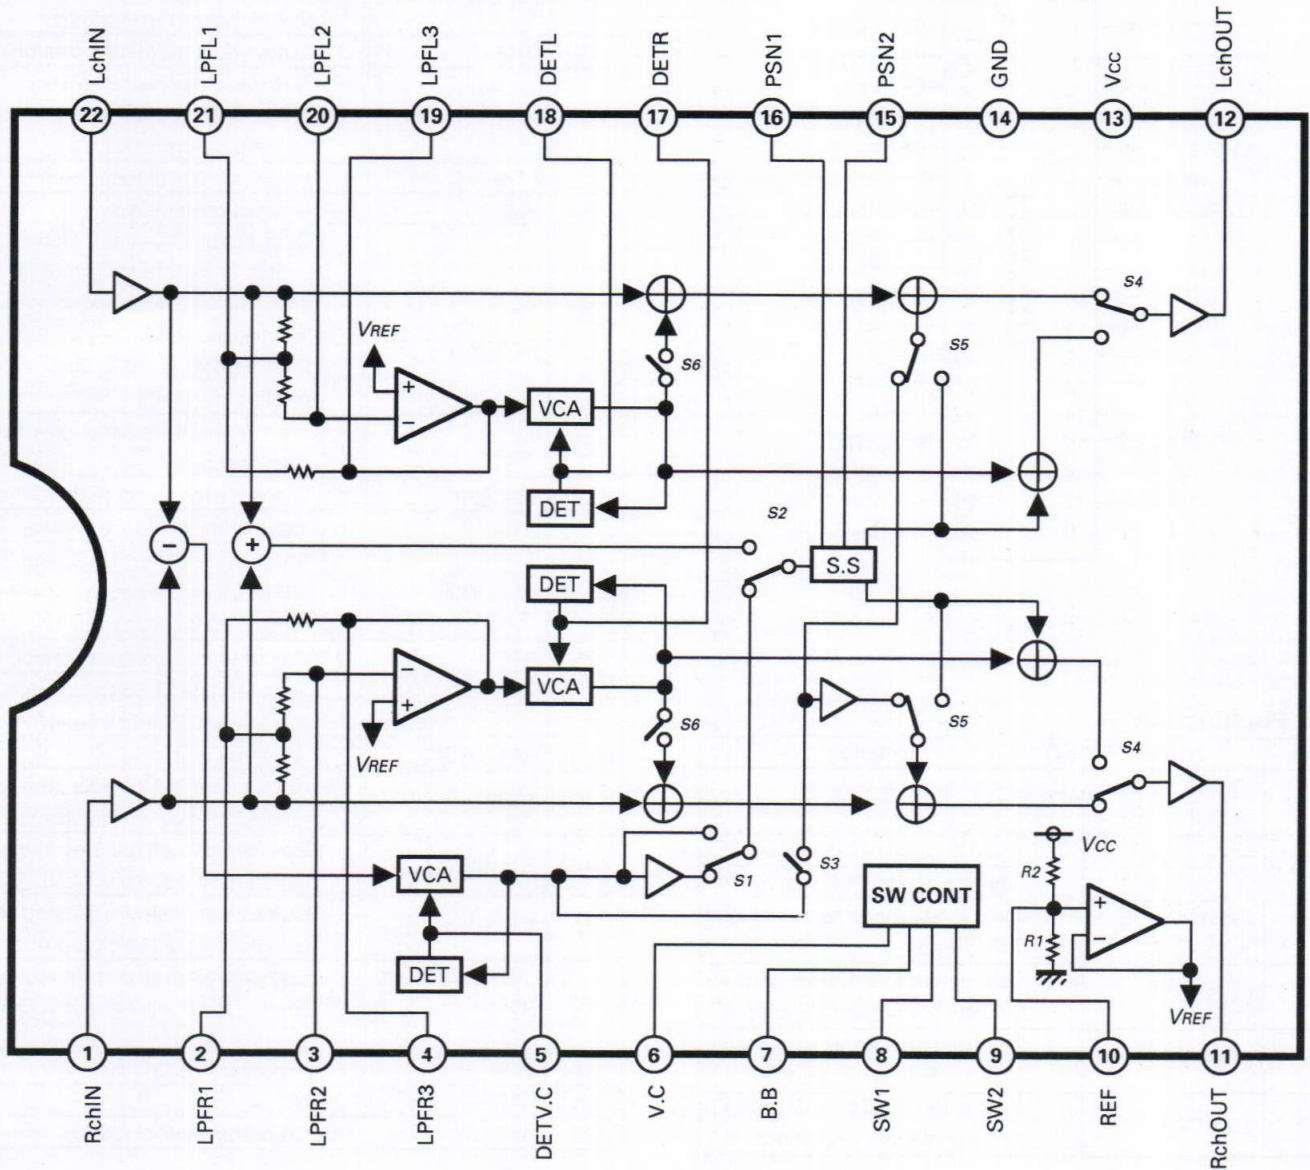 LchIN
LPFL1
LPFL2
LPFL3
DETL
DETR
PSN1
PSN2
GND
Vcc
LchOUT
22
21
20
19
18
17
16
15
14
13
12
S4
VREF
+
−
VCA
S6
S5
DET
S2
−
+
S.S
DET
−
+
VREF
VCA
S6
S5
S4
VCA
DET
S1
S3
SW CONT
VCC
R2
R1
+
−
VREF
1
2
3
4
5
6
7
8
9
10
11
RchIN
LPFR1
LPFR2
LPFR3
DETV.C
V.C
B.B
SW1
SW2
REF
RchOUT